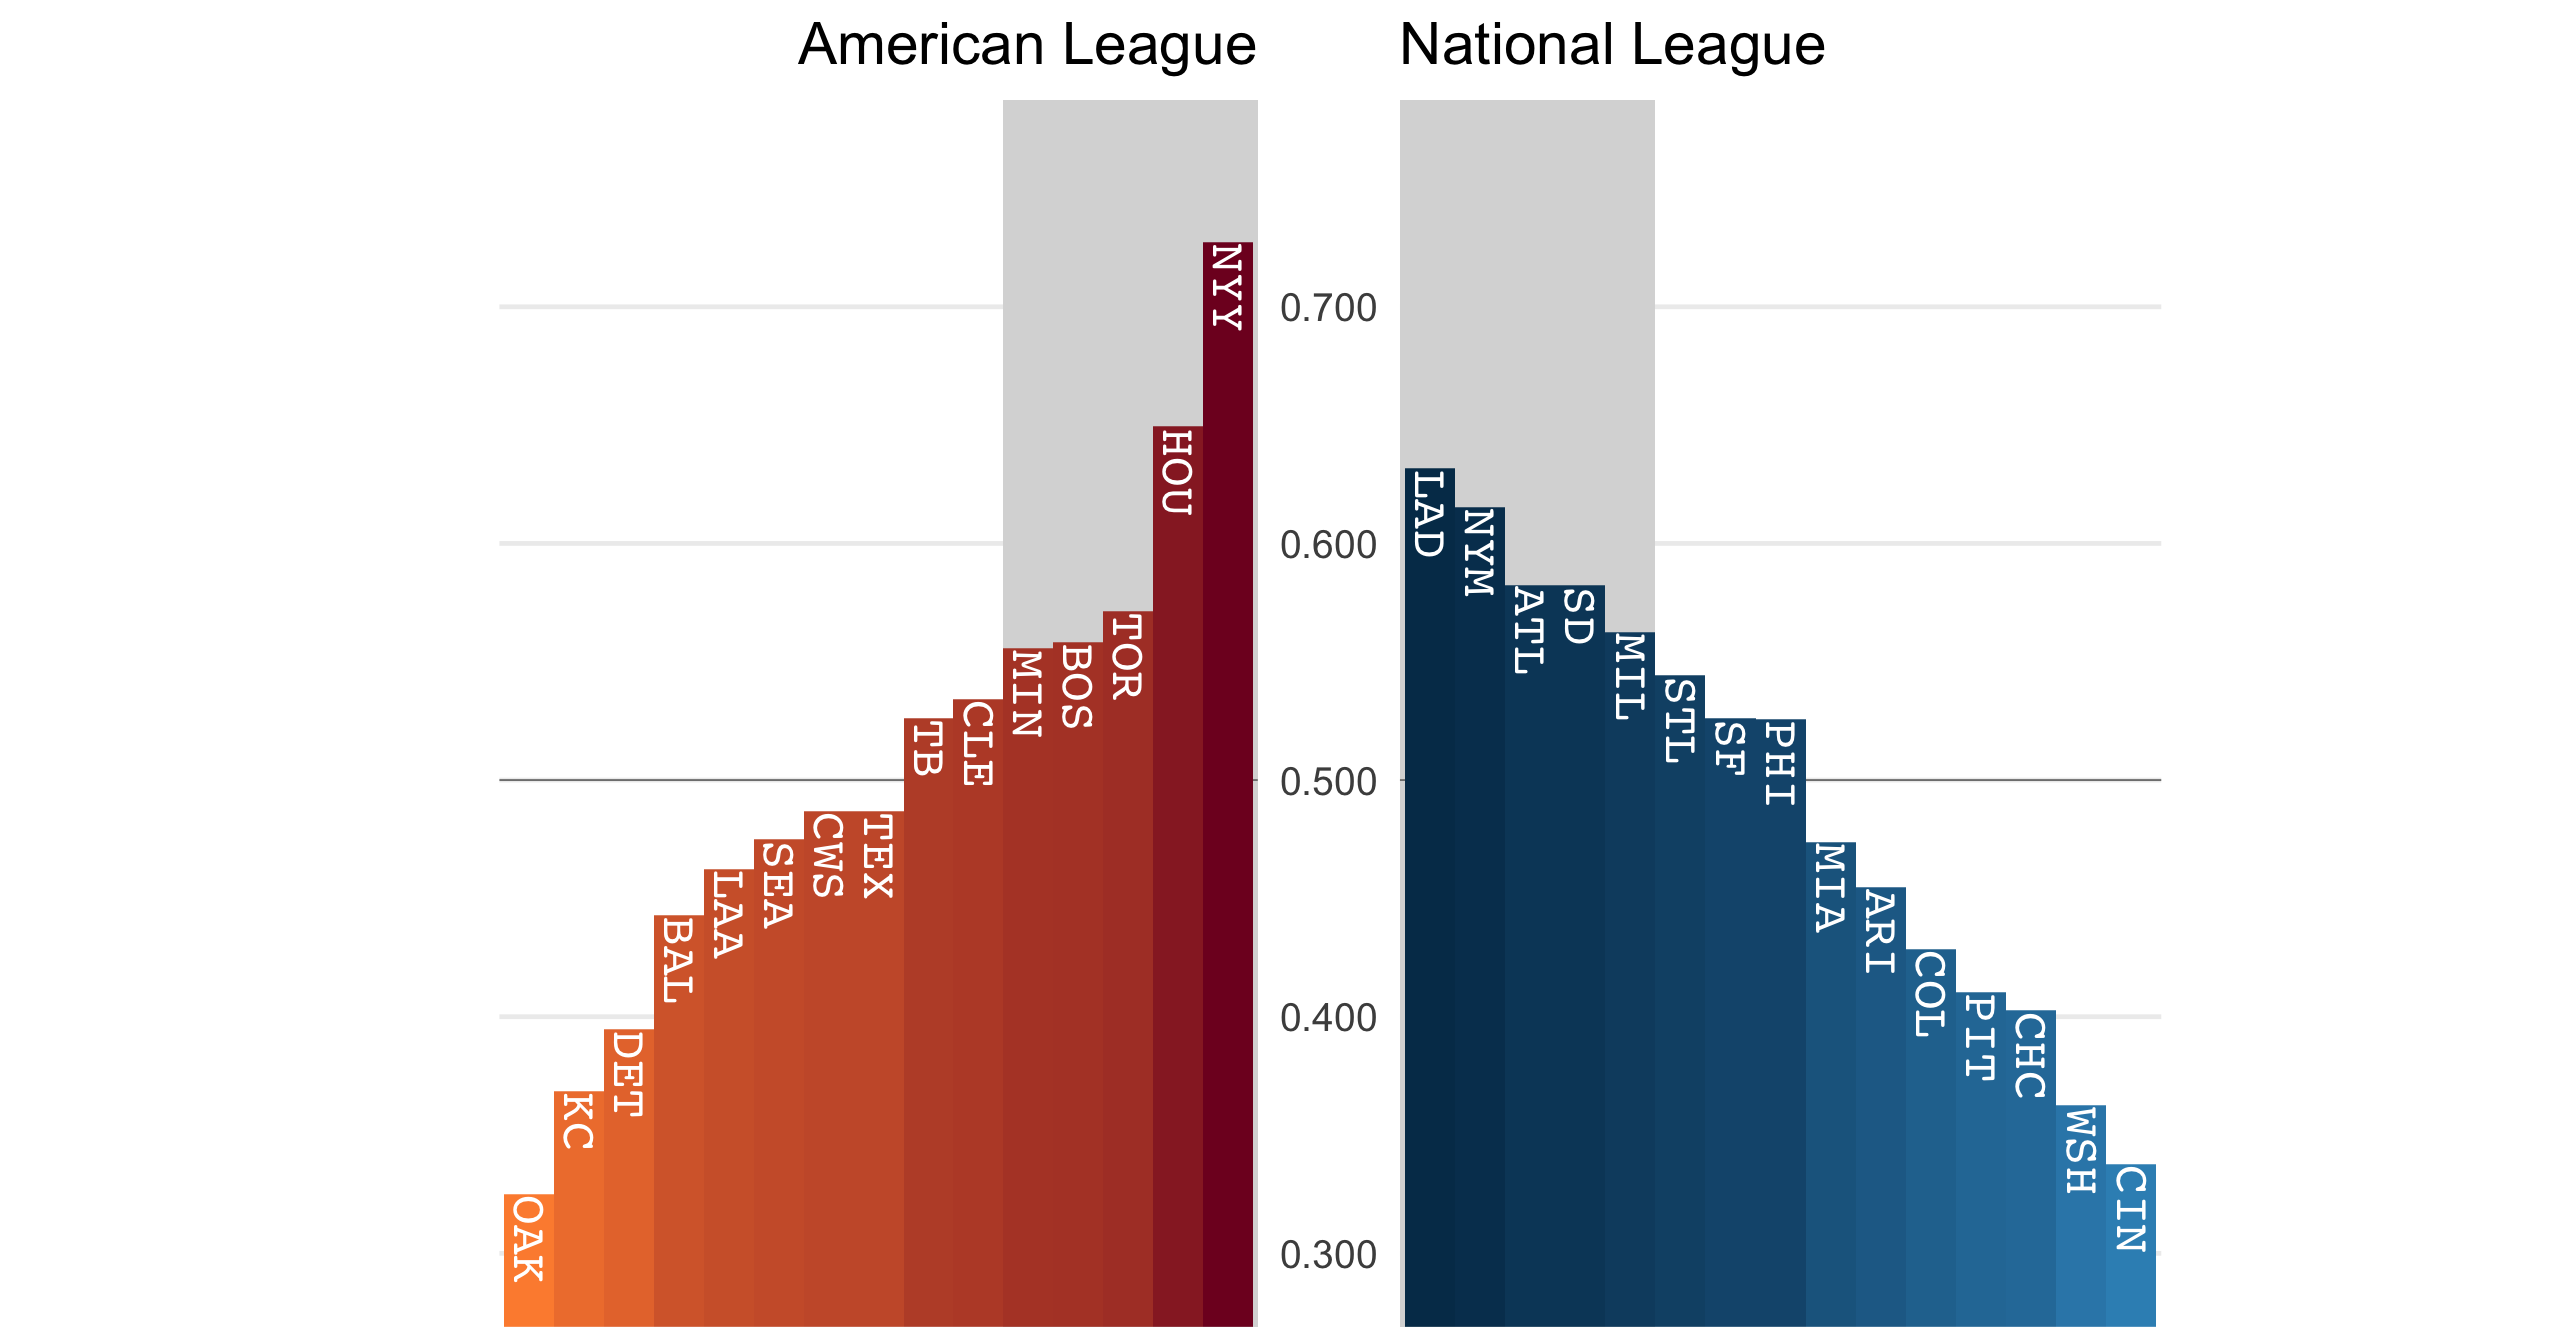 American League
National League
0.700
0.600
0.500
0.400
0.300
OAK
KC
DET
BAL
LAA
SEA
CWS
TEX
TB
CLE
MIN
BOS
TOR
HOU
NYY
LAD
NYM
ATL
SD
MIL
STL
SF
PHI
MIA
ARI
COL
PIT
CHC
WSH
CIN